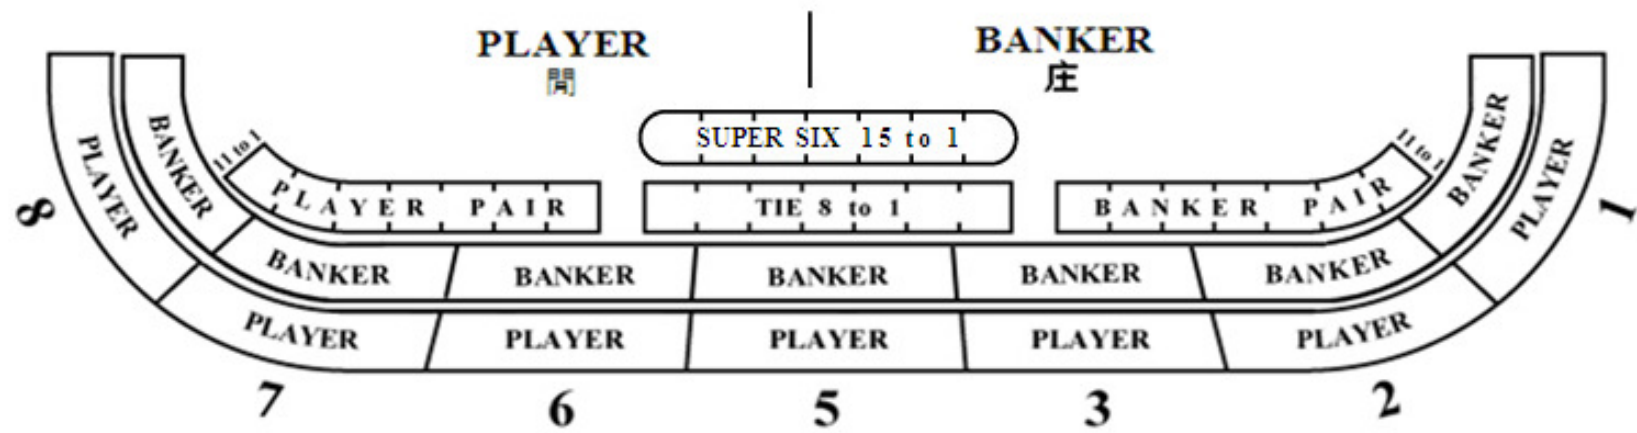 PLAYER
閒
BANKER
庄
SUPER SIX 15 to 1
11 to 1
PLAYER PAIR
TIE 8 to 1
BANKER PAIR
11 to 1
BANKER
BANKER
BANKER
BANKER
BANKER
BANKER
BANKER
PLAYER
PLAYER
PLAYER
PLAYER
PLAYER
PLAYER
PLAYER
8
7
6
5
3
2
1